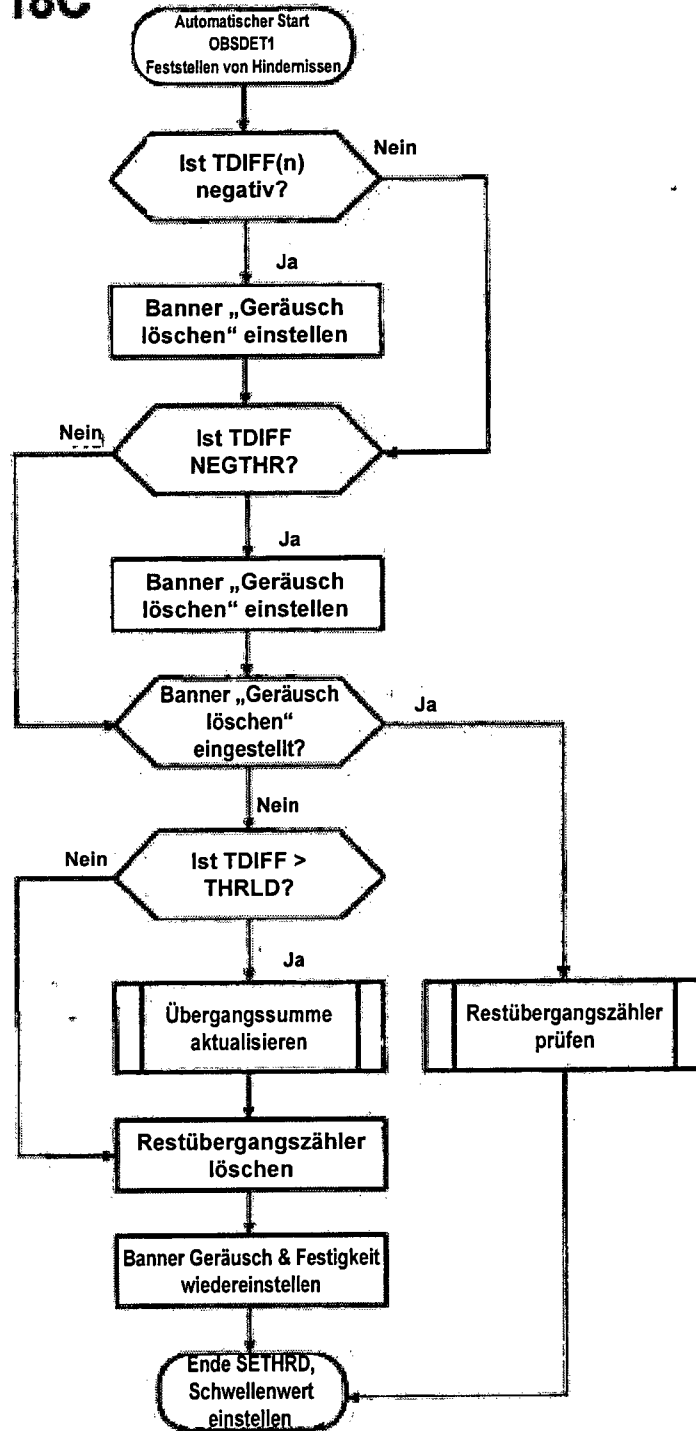 18C
Automatischer Start
OBSDET1
Feststellen von Hindernissen
Ist TDIFF(n)
negativ?
Nein
Ja
Banner „Geräusch
löschen“ einstellen
Nein
Ist TDIFF
NEGTHR?
Ja
Banner „Geräusch
löschen“ einstellen
Banner „Geräusch
löschen“
eingestellt?
Ja
Nein
Nein
Ist TDIFF >
THRLD?
Ja
Übergangssumme
aktualisieren
Restübergangszähler
prüfen
Restübergangszähler
löschen
Banner Geräusch & Festigkeit
wiedereinstellen
Ende SETHRD,
Schwellenwert
einstellen